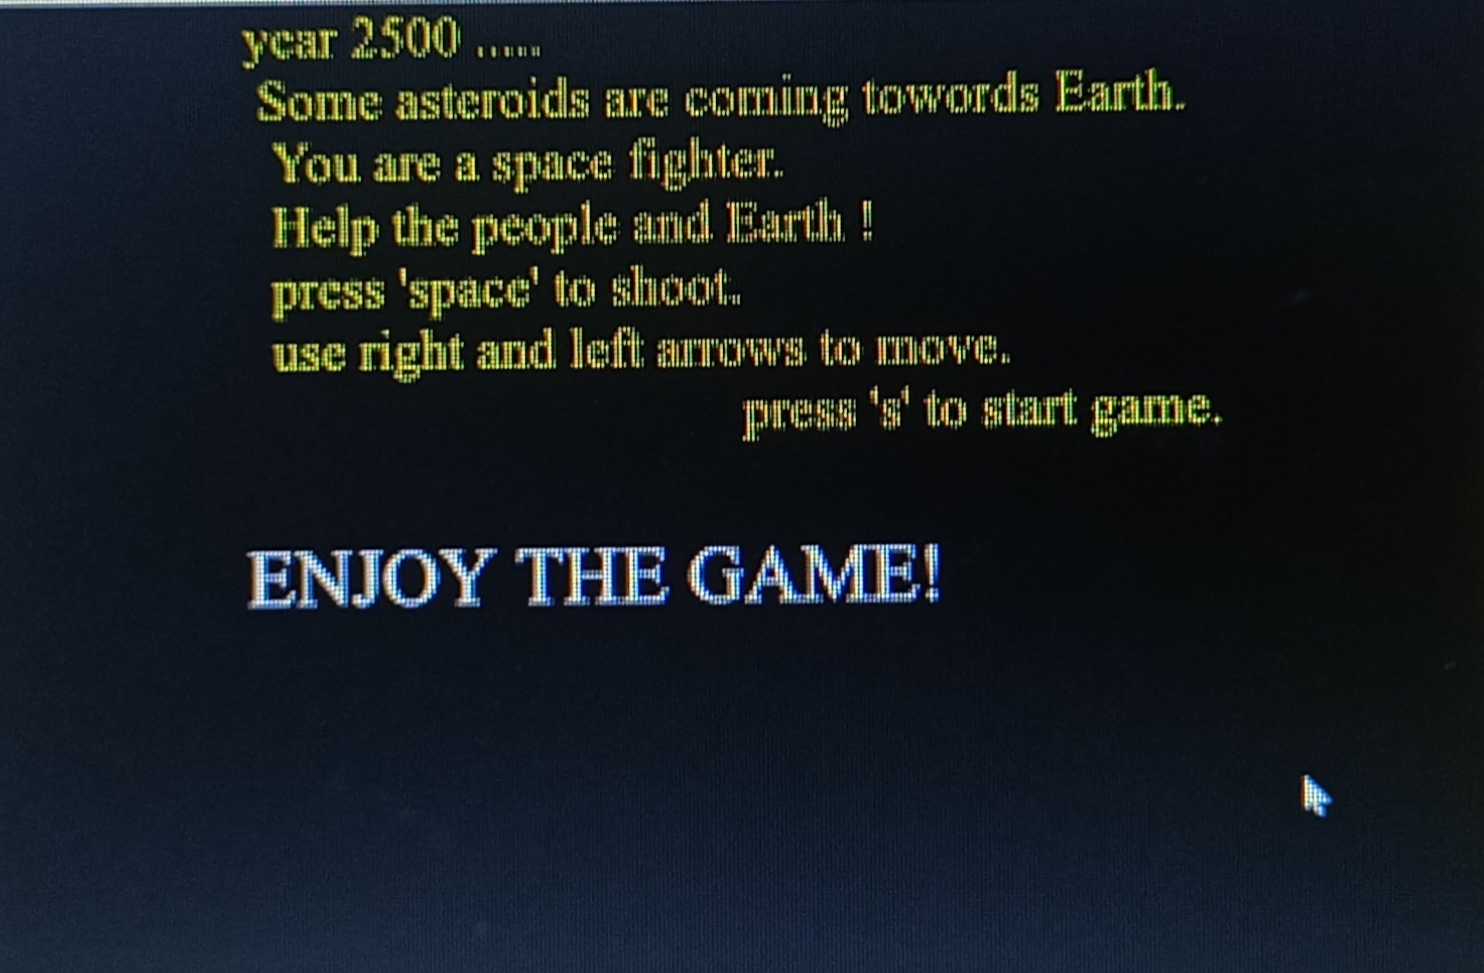 year 2500 .....
Some asteroids are coming towords Earth.
You are a space fighter.
Help the people and Earth !
press 'space' to shoot.
use right and left arrows to move.
press 's' to start game.
ENJOY THE GAME!